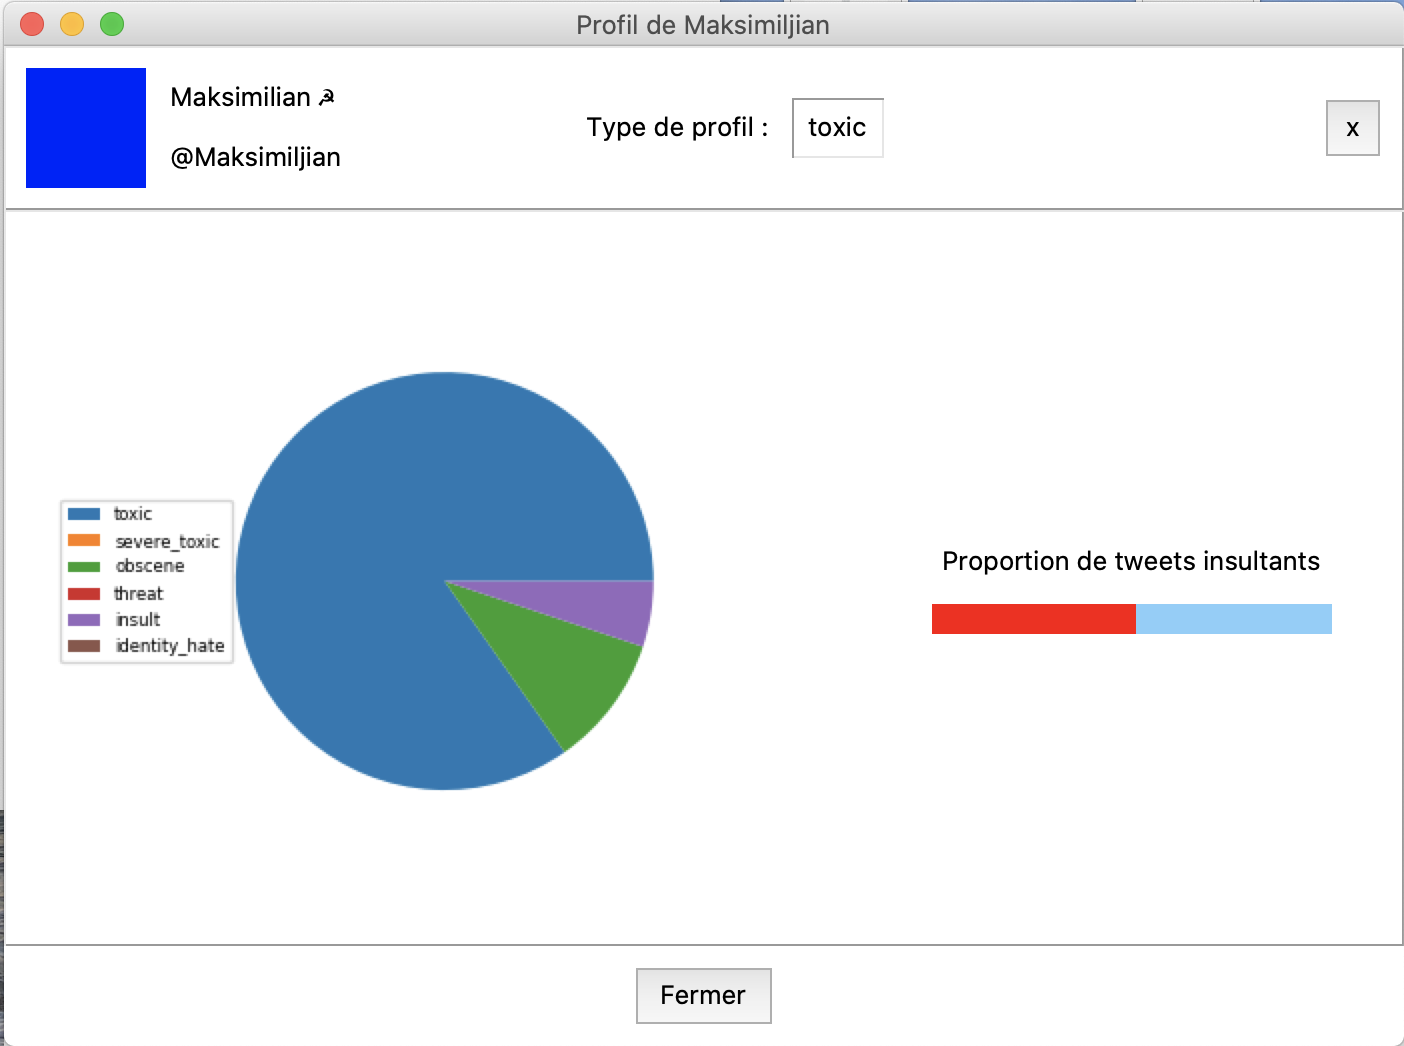 Profil de Maksimiljian
Maksimilian ☭
@Maksimiljian
Type de profil :
toxic
x
toxic
severe_toxic
obscene
threat
insult
identity_hate
Proportion de tweets insultants
Fermer